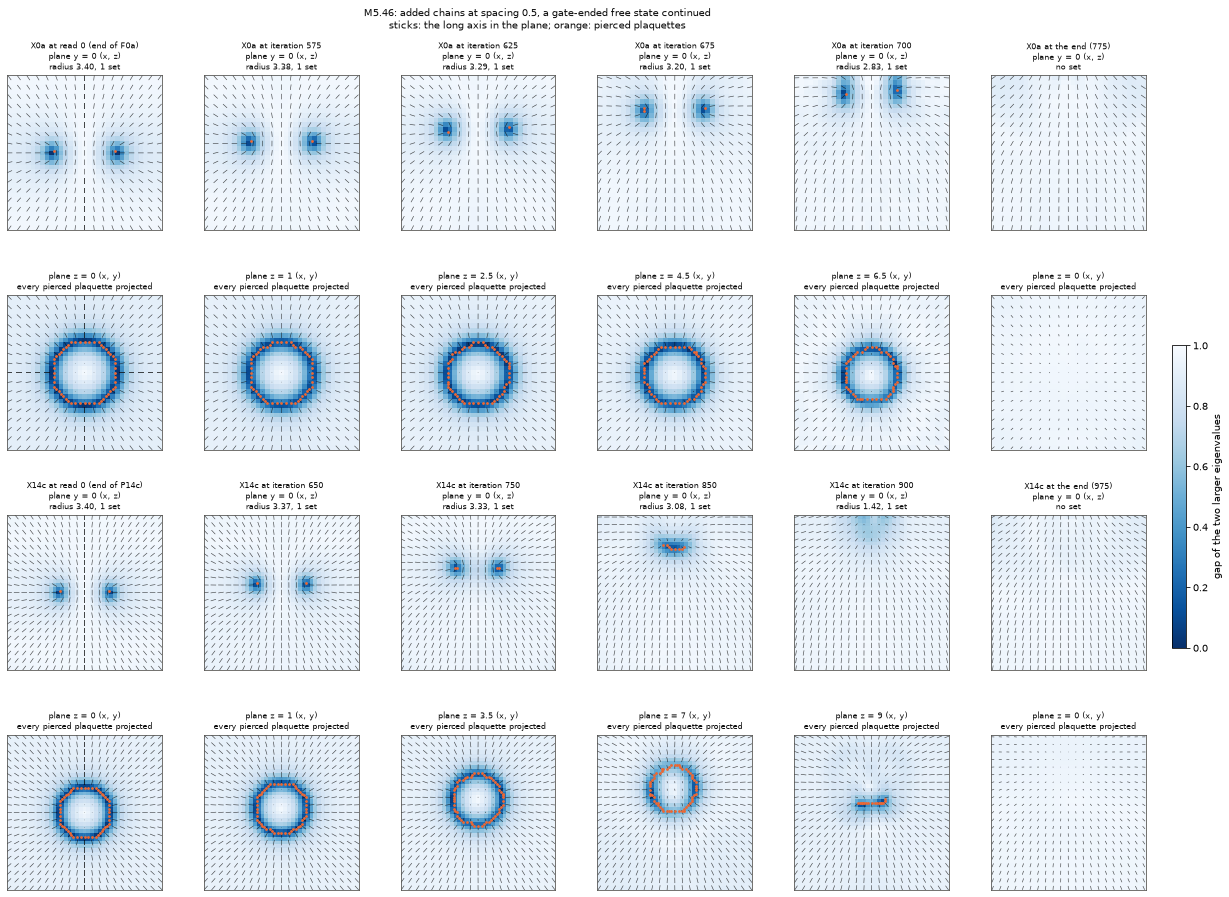 M5.46: added chains at spacing 0.5, a gate-ended free state continued
sticks: the long axis in the plane; orange: pierced plaquettes
X0a at read 0 (end of F0a)
plane y = 0 (x, z)
radius 3.40, 1 set
X0a at iteration 575
plane y = 0 (x, z)
radius 3.38, 1 set
X0a at iteration 625
plane y = 0 (x, z)
radius 3.29, 1 set
X0a at iteration 675
plane y = 0 (x, z)
radius 3.20, 1 set
X0a at iteration 700
plane y = 0 (x, z)
radius 2.83, 1 set
X0a at the end (775)
plane y = 0 (x, z)
no set
plane z = 0 (x, y)
every pierced plaquette projected
plane z = 1 (x, y)
every pierced plaquette projected
plane z = 2.5 (x, y)
every pierced plaquette projected
plane z = 4.5 (x, y)
every pierced plaquette projected
plane z = 6.5 (x, y)
every pierced plaquette projected
plane z = 0 (x, y)
every pierced plaquette projected
X14c at read 0 (end of P14c)
plane y = 0 (x, z)
radius 3.40, 1 set
X14c at iteration 650
plane y = 0 (x, z)
radius 3.37, 1 set
X14c at iteration 750
plane y = 0 (x, z)
radius 3.33, 1 set
X14c at iteration 850
plane y = 0 (x, z)
radius 3.08, 1 set
X14c at iteration 900
plane y = 0 (x, z)
radius 1.42, 1 set
X14c at the end (975)
plane y = 0 (x, z)
no set
plane z = 0 (x, y)
every pierced plaquette projected
plane z = 1 (x, y)
every pierced plaquette projected
plane z = 3.5 (x, y)
every pierced plaquette projected
plane z = 7 (x, y)
every pierced plaquette projected
plane z = 9 (x, y)
every pierced plaquette projected
plane z = 0 (x, y)
every pierced plaquette projected
1.0
0.8
0.6
0.4
0.2
0.0
gap of the two larger eigenvalues